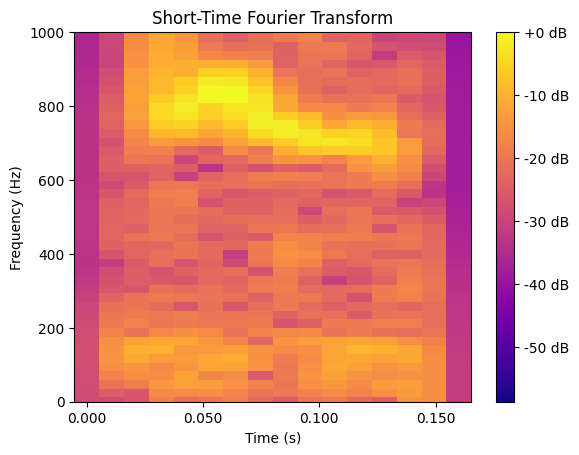 Short-Time Fourier Transform
1000
800
600
400
200
0
Frequency (Hz)
0.000
0.050
0.100
0.150
Time (s)
+0 dB
-10 dB
-20 dB
-30 dB
-40 dB
-50 dB